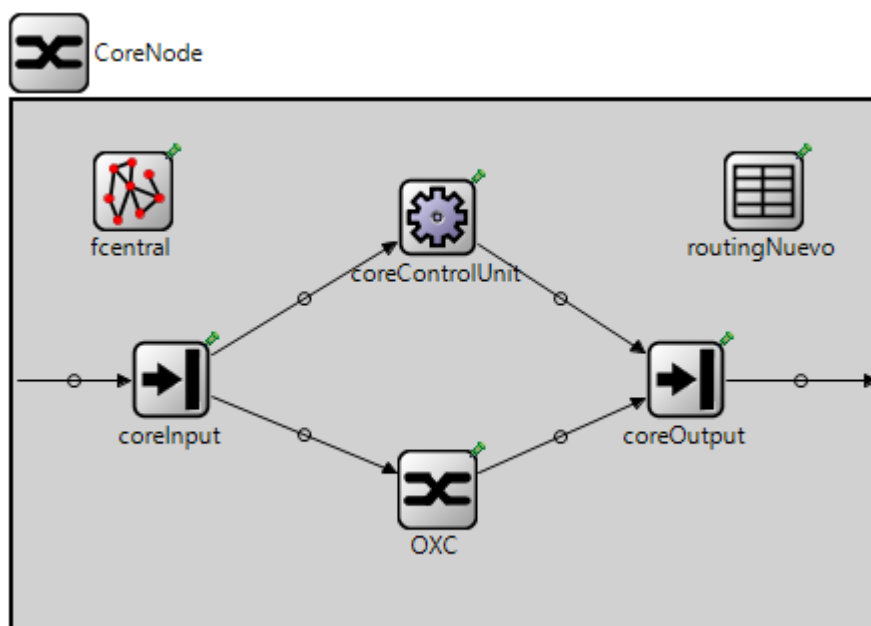 CoreNode
fcentral
coreControlUnit
routingNuevo
coreInput
coreOutput
OXC